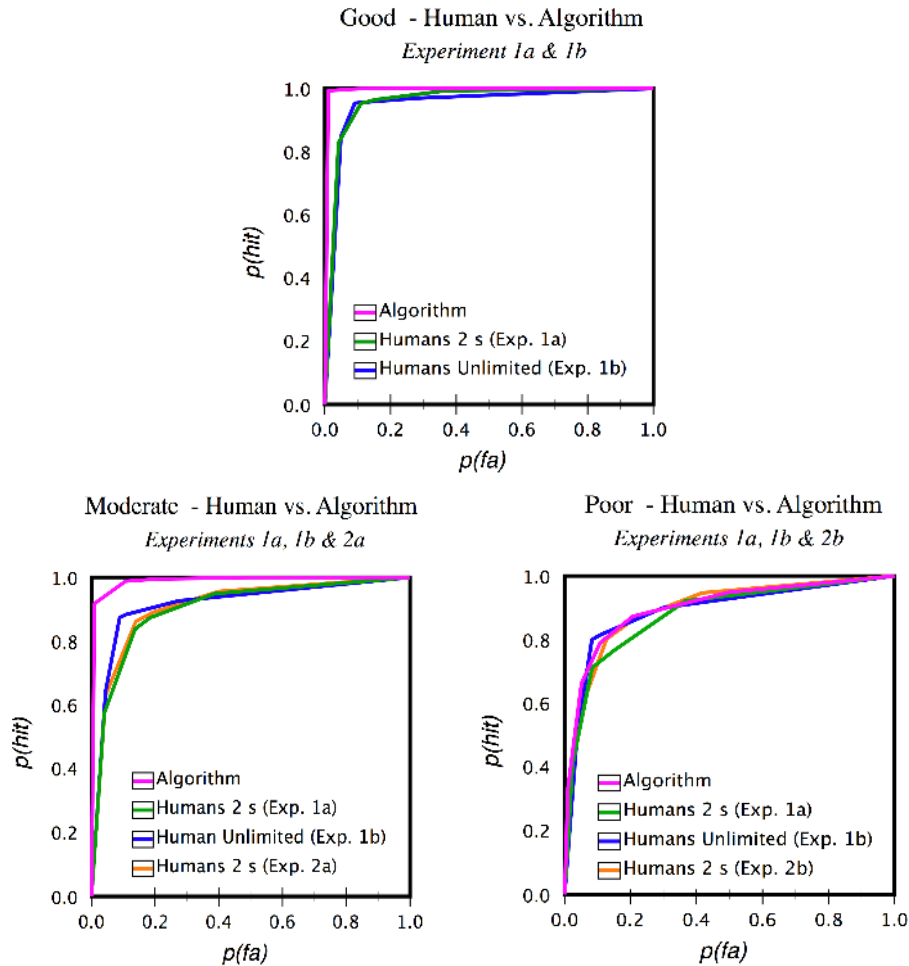 Good - Human vs. Algorithm
Experiment 1a & 1b
1.0
0.8
0.6
0.4
0.2
0.0
p(hit)
Algorithm
Humans 2 s (Exp. 1a)
Humans Unlimited (Exp. 1b)
0.0 0.2 0.4 0.6 0.8 1.0
p(fa)
Moderate - Human vs. Algorithm
Experiments 1a, 1b & 2a
1.0
0.8
0.6
0.4
0.2
0.0
p(hit)
Algorithm
Humans 2 s (Exp. 1a)
Human Unlimited (Exp. 1b)
Humans 2 s (Exp. 2a)
0.0 0.2 0.4 0.6 0.8 1.0
p(fa)
Poor - Human vs. Algorithm
Experiments 1a, 1b & 2b
1.0
0.8
0.6
0.4
0.2
0.0
p(hit)
Algorithm
Humans 2 s (Exp. 1a)
Humans Unlimited (Exp. 1b)
Humans 2 s (Exp. 2b)
0.0 0.2 0.4 0.6 0.8 1.0
p(fa)